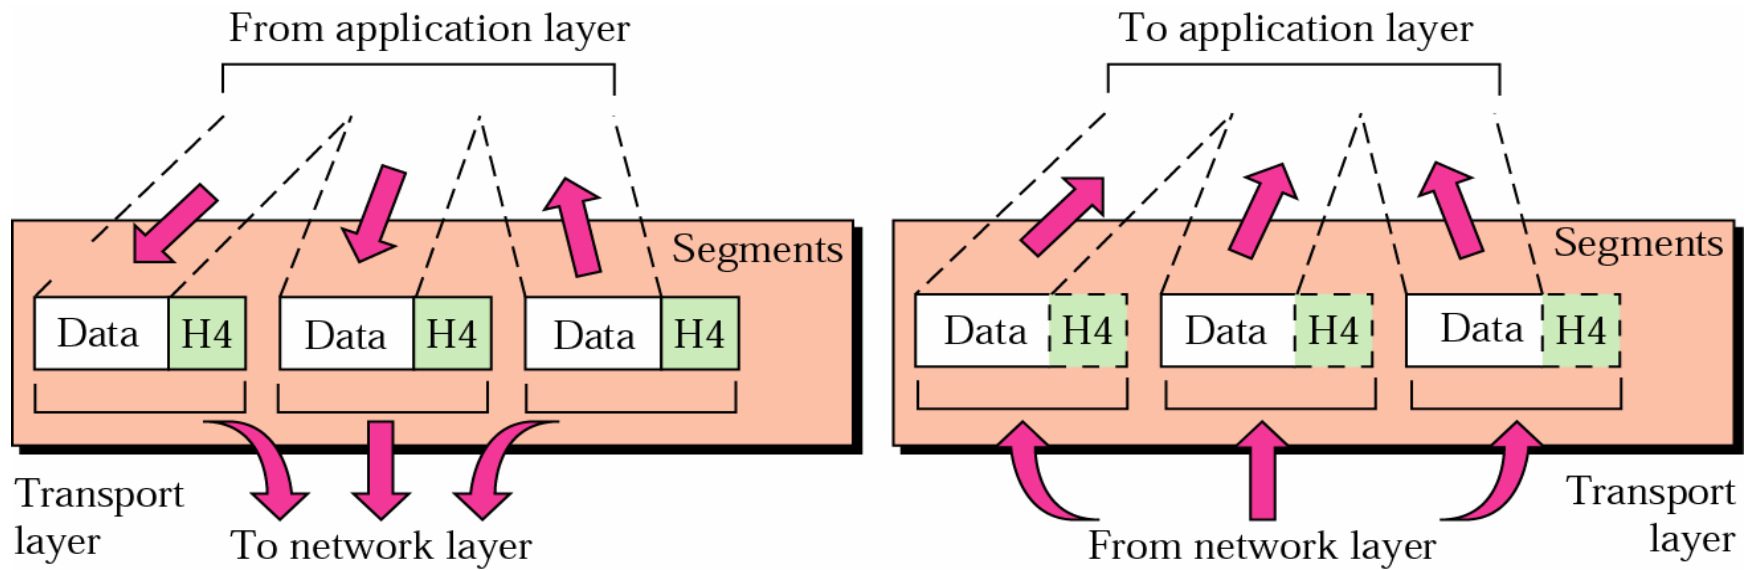 From application layer
Segments
Data H4 Data H4 Data H4
Transport
layer
To network layer
To application layer
Segments
Data H4 Data H4 Data H4
From network layer
Transport
layer